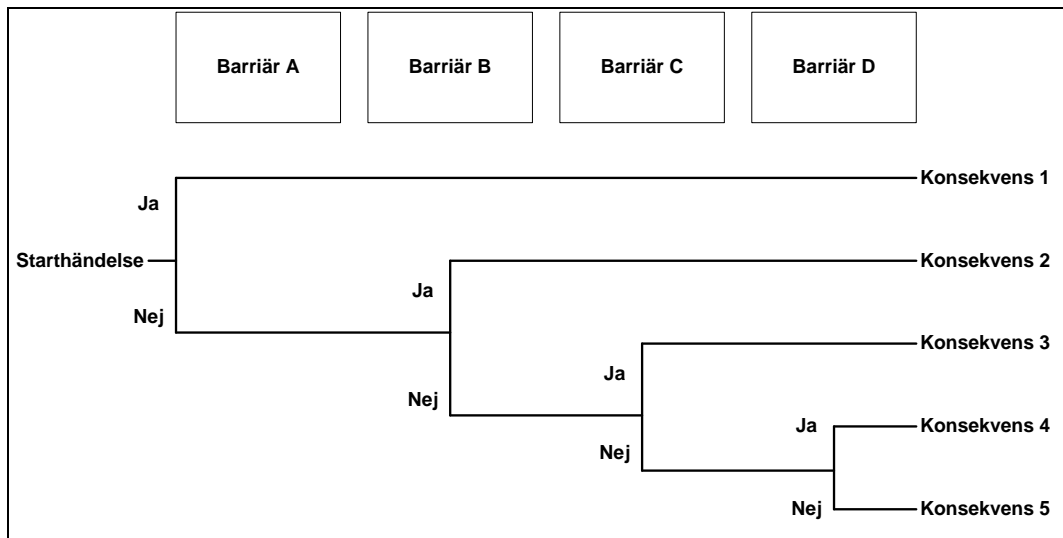 Barriär A
Barriär B
Barriär C
Barriär D
Konsekvens 1
Ja
Starthändelse
Konsekvens 2
Ja
Nej
Konsekvens 3
Ja
Nej
Konsekvens 4
Ja
Nej
Konsekvens 5
Nej